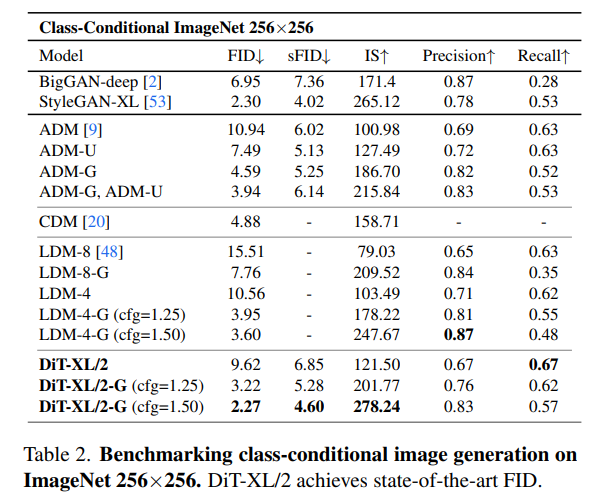 Class-Conditional ImageNet 256×256
Model FID↓ sFID↓ IS↑ Precision↑ Recall↑
BigGAN-deep [2] 6.95 7.36 171.4 0.87 0.28
StyleGAN-XL [53] 2.30 4.02 265.12 0.78 0.53
ADM [9] 10.94 6.02 100.98 0.69 0.63
ADM-U 7.49 5.13 127.49 0.72 0.63
ADM-G 4.59 5.25 186.70 0.82 0.52
ADM-G, ADM-U 3.94 6.14 215.84 0.83 0.53
CDM [20] 4.88 - 158.71 - -
LDM-8 [48] 15.51 - 79.03 0.65 0.63
LDM-8-G 7.76 - 209.52 0.84 0.35
LDM-4 10.56 - 103.49 0.71 0.62
LDM-4-G (cfg=1.25) 3.95 - 178.22 0.81 0.55
LDM-4-G (cfg=1.50) 3.60 - 247.67 0.87 0.48
DiT-XL/2 9.62 6.85 121.50 0.67 0.67
DiT-XL/2-G (cfg=1.25) 3.22 5.28 201.77 0.76 0.62
DiT-XL/2-G (cfg=1.50) 2.27 4.60 278.24 0.83 0.57
Table 2. Benchmarking class-conditional image generation on
ImageNet 256×256. DiT-XL/2 achieves state-of-the-art FID.